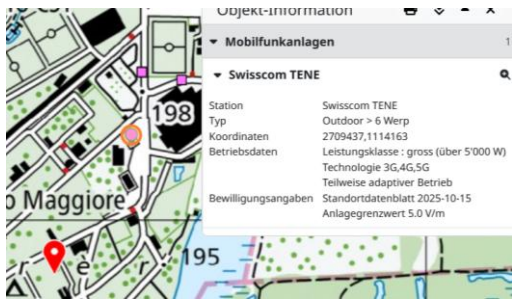 Objekt-Information
Mobilfunkanlagen 1
Swisscom TENE
Station Swisscom TENE
Typ Outdoor > 6 Werp
Koordinaten 2709437,1114163
Betriebsdaten Leistungsklasse : gross (über 5'000 W)
Technologie 3G,4G,5G
Teilweise adaptiver Betrieb
Bewilligungsangaben Standortdatenblatt 2025-10-15
Anlagegrenzwert 5.0 V/m
198
o Maggiore
195
r e r